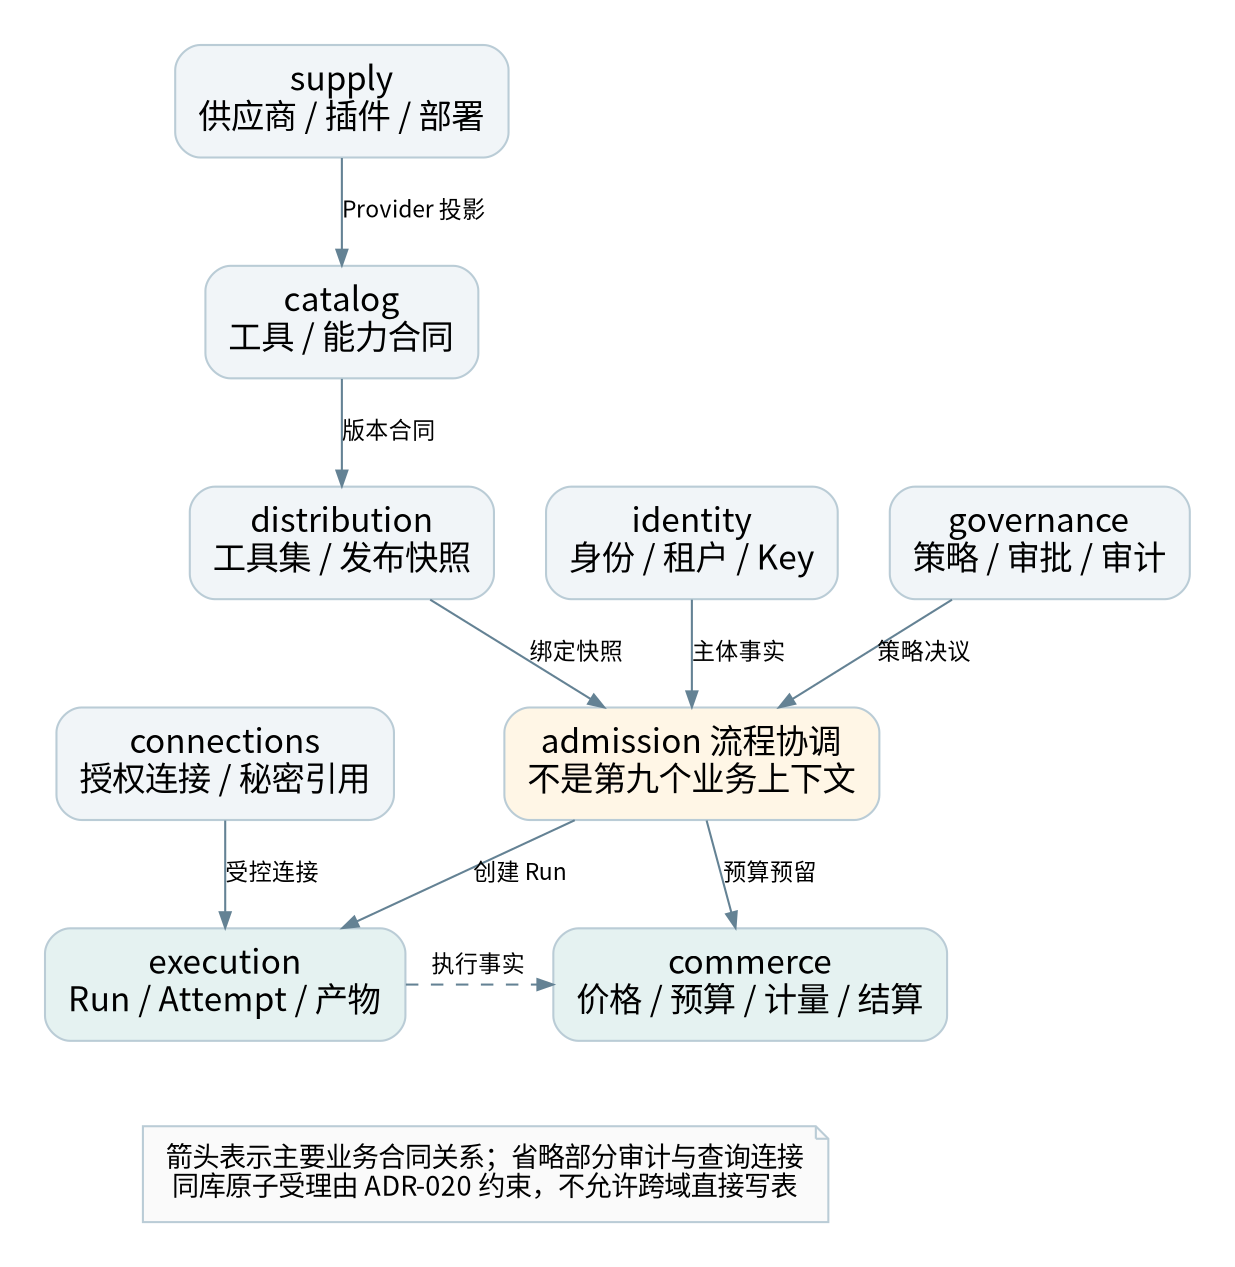 supply
供应商 / 插件 / 部署
Provider 投影
catalog
工具 / 能力合同
版本合同
distribution
工具集 / 发布快照
identity
身份 / 租户 / Key
governance
策略 / 审批 / 审计
绑定快照
主体事实
策略决议
connections
授权连接 / 秘密引用
admission 流程协调
不是第九个业务上下文
受控连接
创建 Run
预算预留
execution
Run / Attempt / 产物
执行事实
commerce
价格 / 预算 / 计量 / 结算
箭头表示主要业务合同关系；省略部分审计与查询连接
同库原子受理由 ADR-020 约束，不允许跨域直接写表